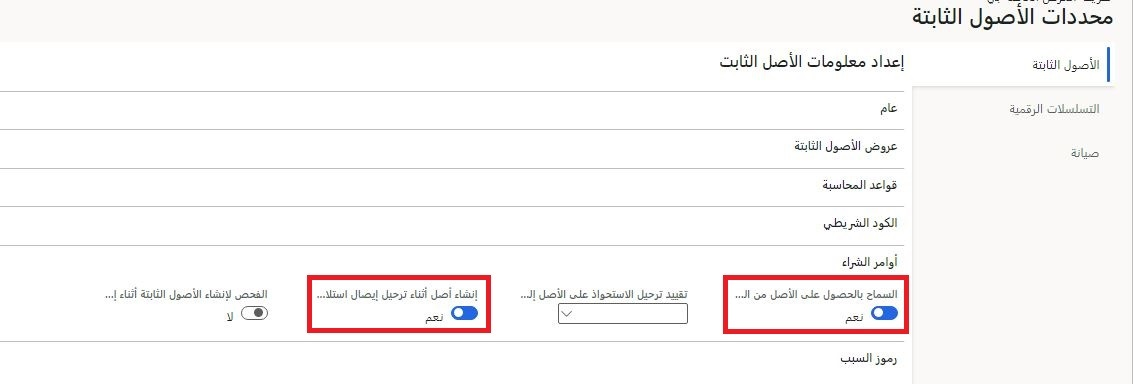 محددات الأصول الثابتة
الأصول الثابتة
التسلسلات الرقمية
صيانة
إعداد معلومات الأصل الثابت
عام
عروض الأصول الثابتة
قواعد المحاسبة
الكود الشريطي
أوامر الشراء
السماح بالحصول على الأصل من الـ...
نعم
تقييد ترحيل الاستحواذ على الأصل إلـ...
إنشاء أصل أثناء ترحيل إيصال استلا...
نعم
الفحص لإنشاء الأصول الثابتة أثناء إ...
لا
رموز السبب